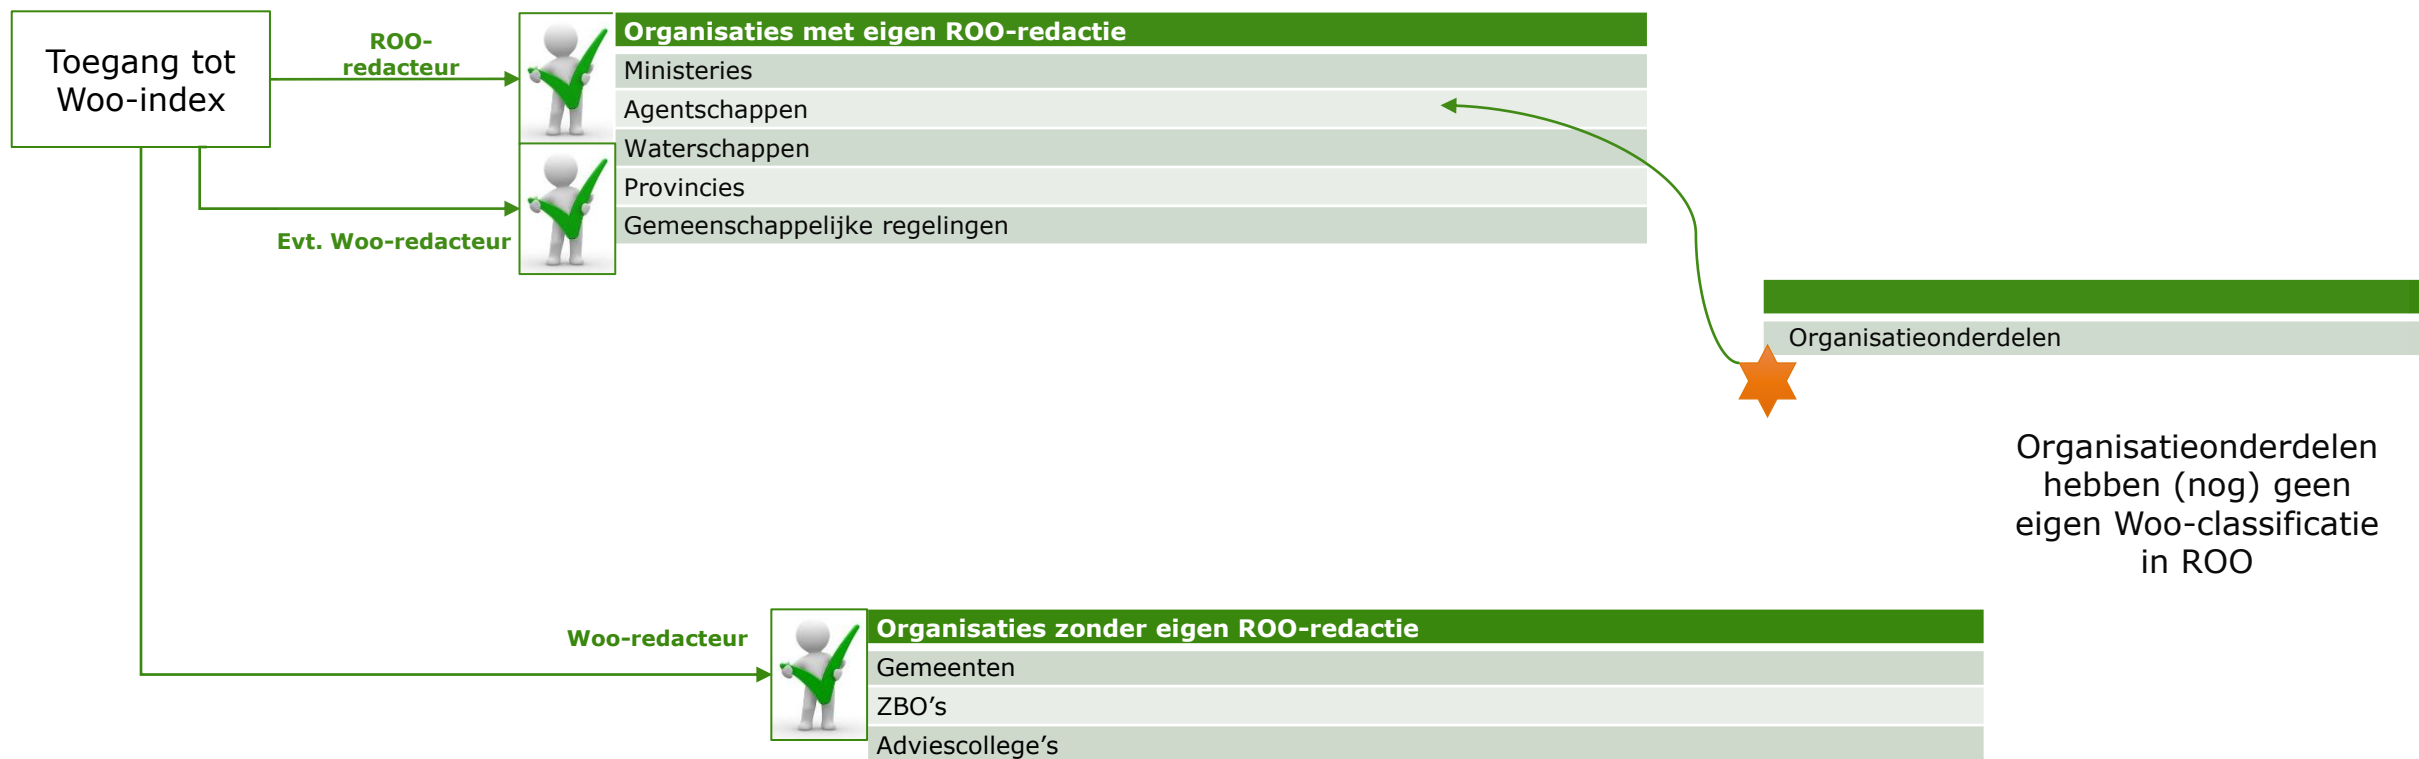 Toegang tot
Woo-index
ROO-
redacteur
Evt. Woo-redacteur
Organisaties met eigen ROO-redactie
Ministeries
Agentschappen
Waterschappen
Provincies
Gemeenschappelijke regelingen
Organisatieonderdelen
Organisatieonderdelen
hebben (nog) geen
eigen Woo-classificatie
in ROO
Woo-redacteur
Organisaties zonder eigen ROO-redactie
Gemeenten
ZBO’s
Adviescollege’s